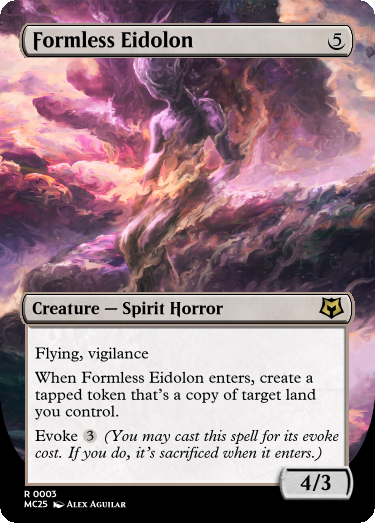 Formless Eidolon 5
Creature — Spirit Horror
Flying, vigilance
When Formless Eidolon enters, create a
tapped token that's a copy of target land
you control.
Evoke 3 (You may cast this spell for its evoke
cost. If you do, it's sacrificed when it enters.)
4/3
R 0003
MC25 Alex Aguilar